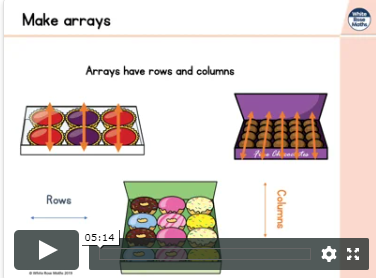 Make arrays
White
Rose
Maths
Arrays have rows and columns
Rows
Columns
05:14
© White Rose Maths 2019